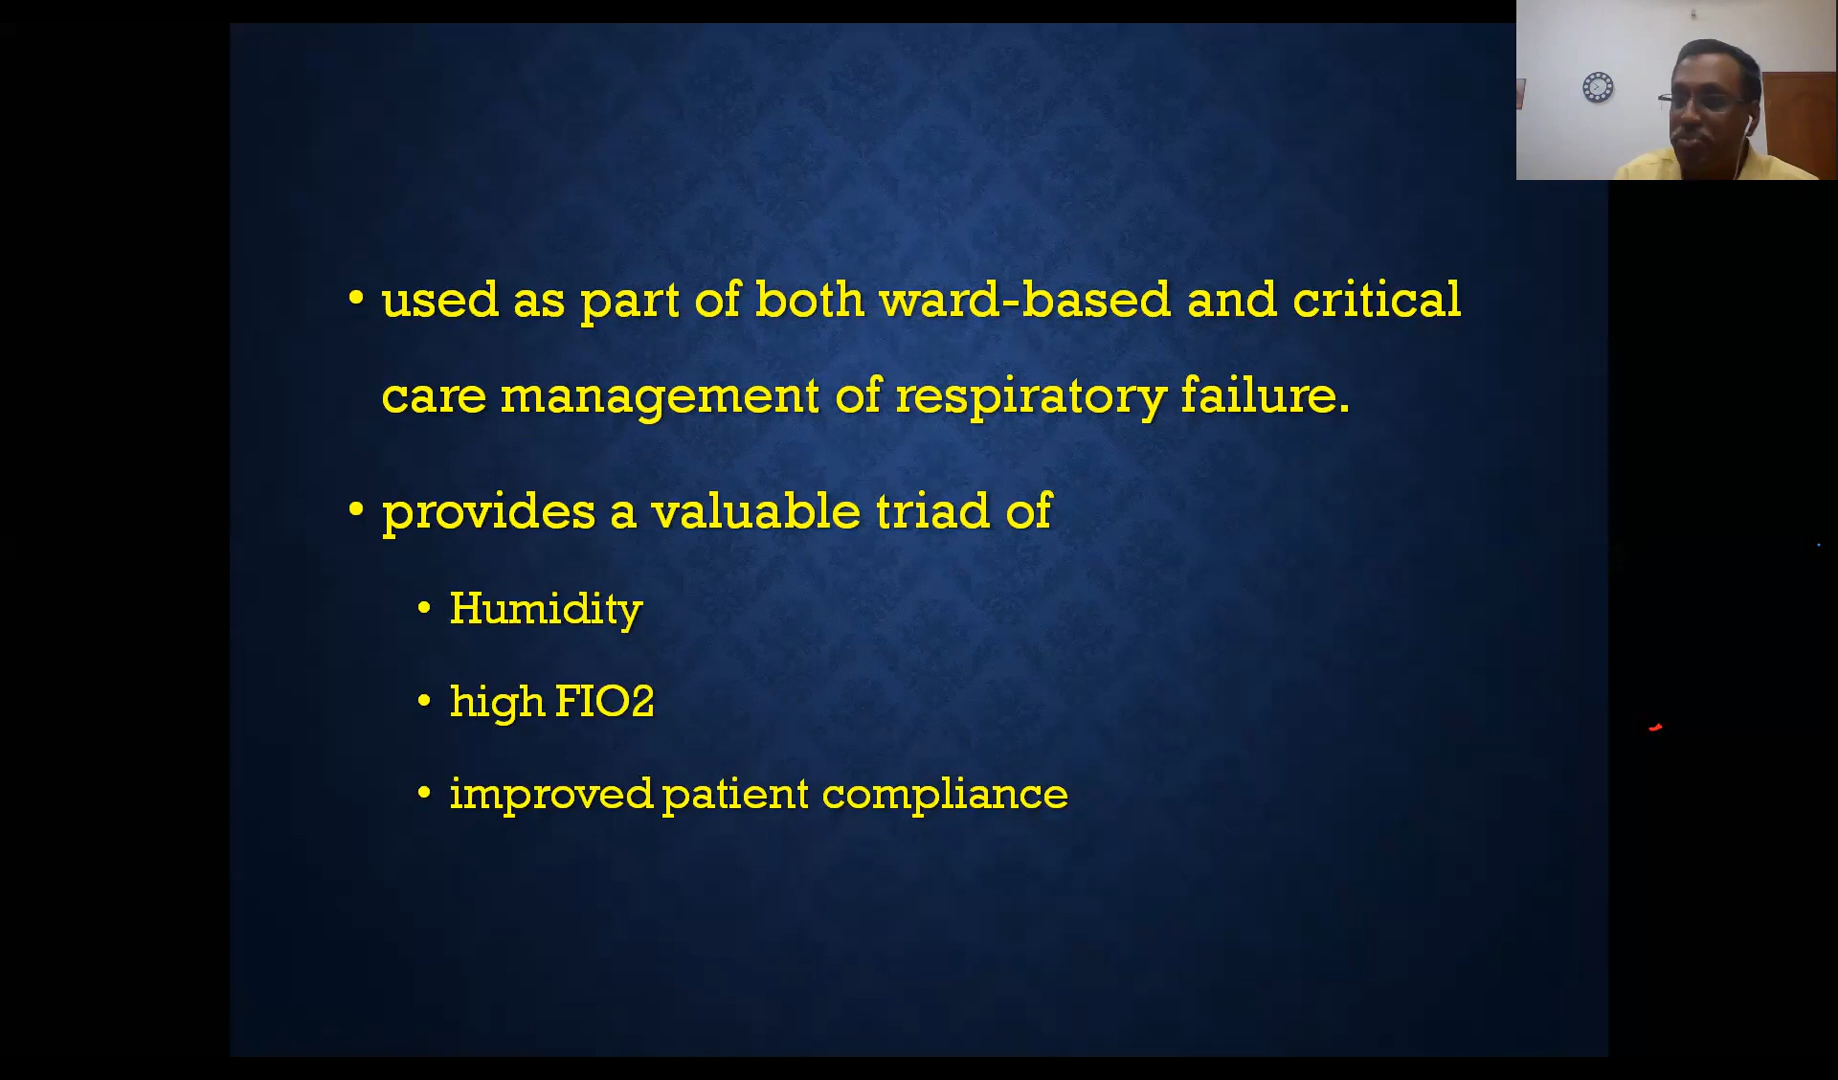 • used as part of both ward-based and critical
care management of respiratory failure.
• provides a valuable triad of
• Humidity
• high FIO2
• improved patient compliance